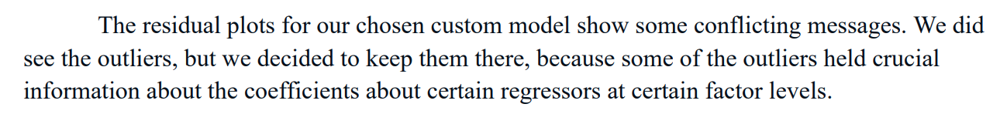 The residual plots for our chosen custom model show some conflicting messages. We did
see the outliers, but we decided to keep them there, because some of the outliers held crucial
information about the coefficients about certain regressors at certain factor levels.